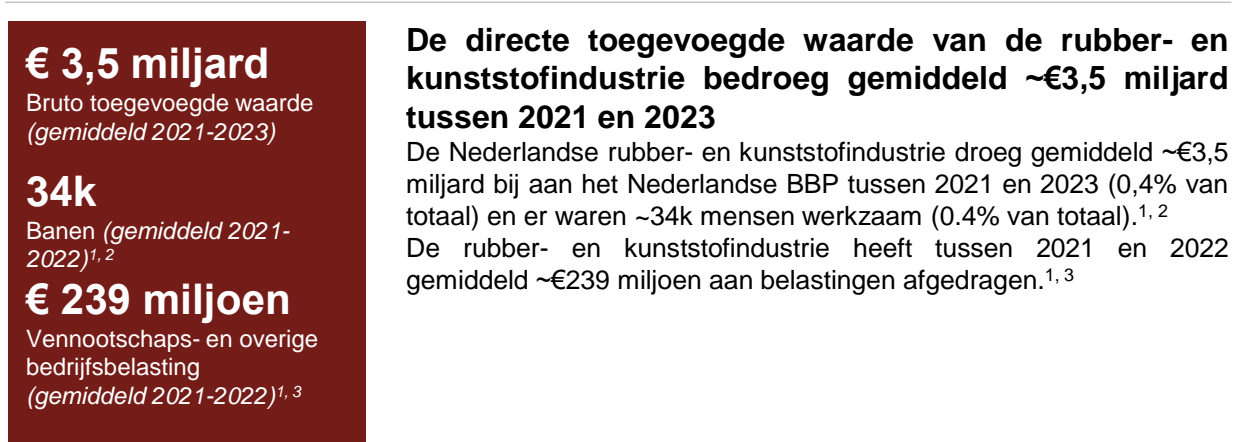 € 3,5 miljard
Bruto toegevoegde waarde
(gemiddeld 2021-2023)
34k
Banen (gemiddeld 2021-
2022)1, 2
€ 239 miljoen
Vennootschaps- en overige
bedrijfsbelasting
(gemiddeld 2021-2022)1, 3
De directe toegevoegde waarde van de rubber- en
kunststofindustrie bedroeg gemiddeld ~€3,5 miljard
tussen 2021 en 2023
De Nederlandse rubber- en kunststofindustrie droeg gemiddeld ~€3,5
miljard bij aan het Nederlandse BBP tussen 2021 en 2023 (0,4% van
totaal) en er waren ~34k mensen werkzaam (0.4% van totaal).1, 2
De rubber- en kunststofindustrie heeft tussen 2021 en 2022
gemiddeld ~€239 miljoen aan belastingen afgedragen.1, 3